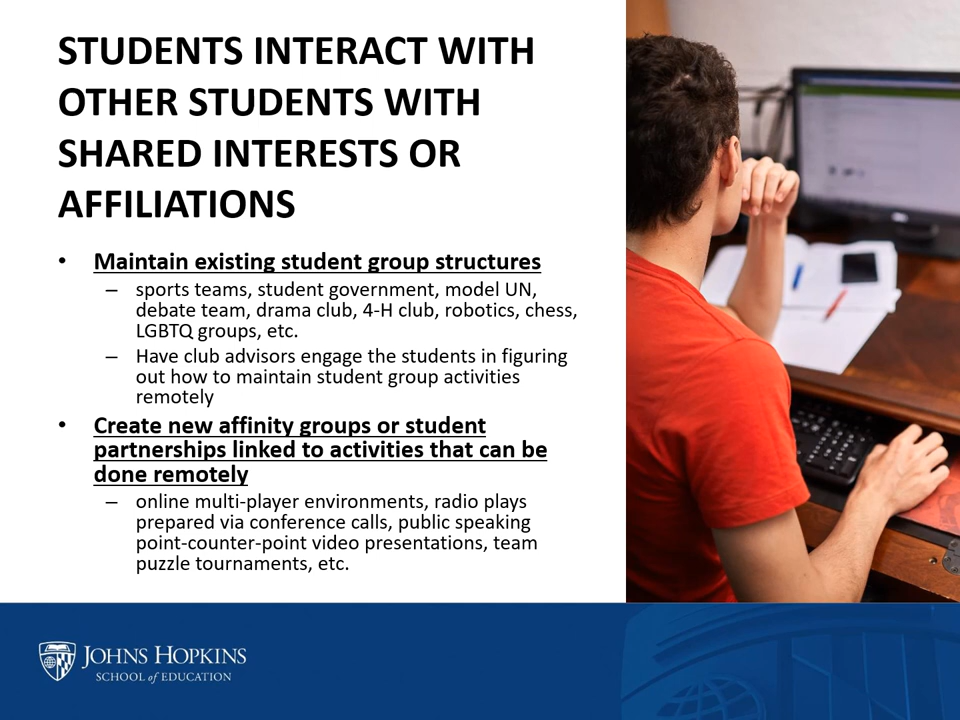 STUDENTS INTERACT WITH
OTHER STUDENTS WITH
SHARED INTERESTS OR
AFFILIATIONS
• Maintain existing student group structures
– sports teams, student government, model UN,
debate team, drama club, 4-H club, robotics, chess,
LGBTQ groups, etc.
– Have club advisors engage the students in figuring
out how to maintain student group activities
remotely
• Create new affinity groups or student
partnerships linked to activities that can be
done remotely
– online multi-player environments, radio plays
prepared via conference calls, public speaking
point-counter-point video presentations, team
puzzle tournaments, etc.
JOHNS HOPKINS
SCHOOL of EDUCATION